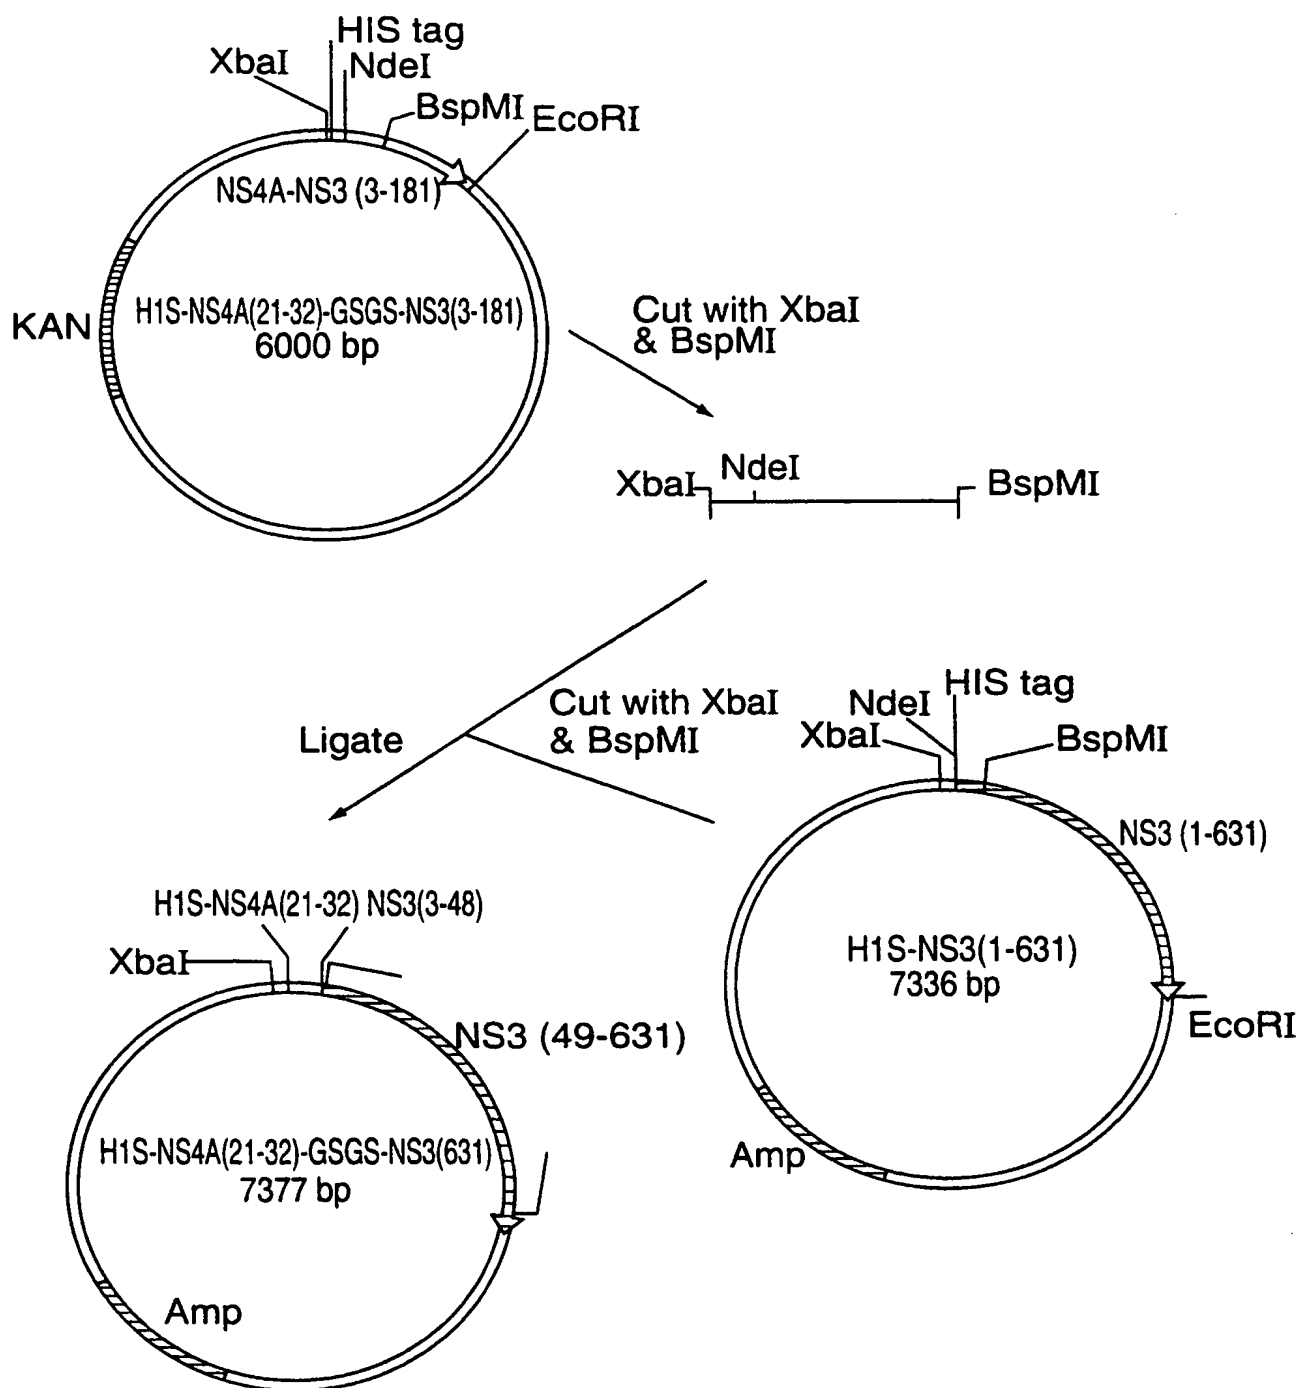 HIS tag
XbaI
NdeI
BspMI
EcoRI
NS4A-NS3 (3-181)
KAN
H1S-NS4A(21-32)-GSGS-NS3(3-181)
6000 bp
Cut with XbaI
& BspMI
XbaI
NdeI
BspMI
Ligate
Cut with XbaI
& BspMI
HIS tag
NdeI
XbaI
BspMI
NS3 (1-631)
H1S-NS3(1-631)
7336 bp
EcoRI
Amp
H1S-NS4A(21-32) NS3(3-48)
XbaI
NS3 (49-631)
H1S-NS4A(21-32)-GSGS-NS3(631)
7377 bp
Amp